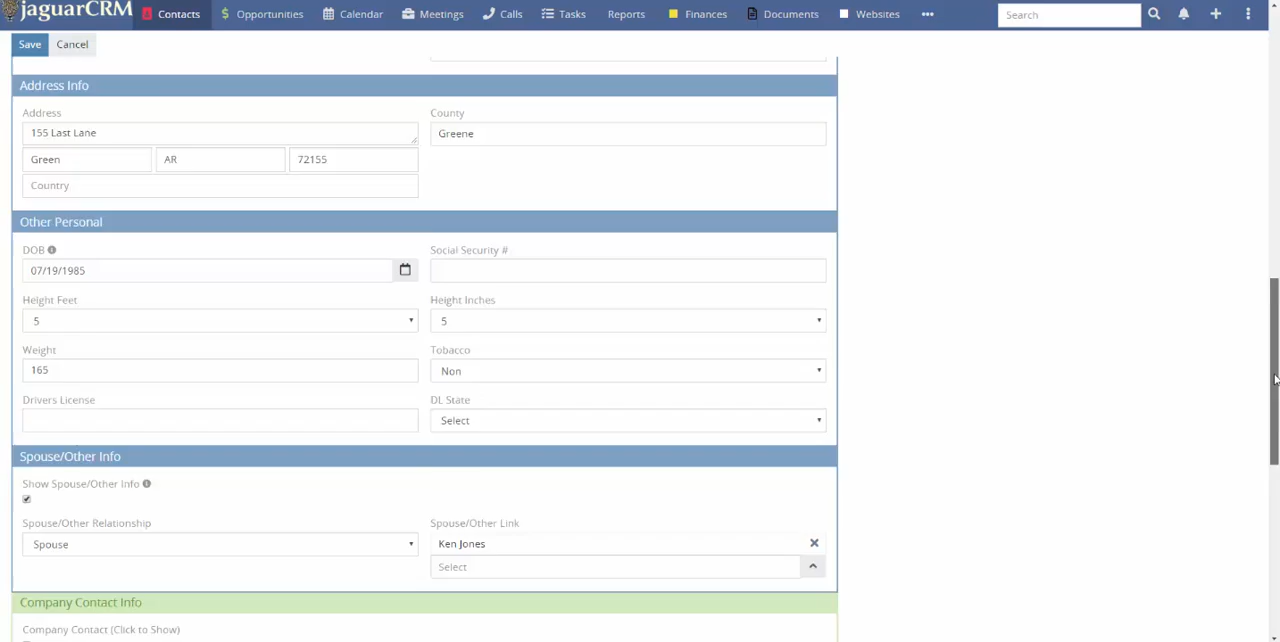 jaguarCRM Contacts $ Opportunities Calendar Meetings Calls Tasks Reports Finances Documents Websites ••• Search
Save Cancel
Address Info
Address County
155 Last Lane Greene
Green AR 72155
Country
Other Personal
DOB Social Security #
07/19/1985
Height Feet Height Inches
5 5
Weight Tobacco
165 Non
Drivers License DL State
Select
Spouse/Other Info
Show Spouse/Other Info
Spouse/Other Relationship Spouse/Other Link
Spouse Ken Jones
Select
Company Contact Info
Company Contact (Click to Show)